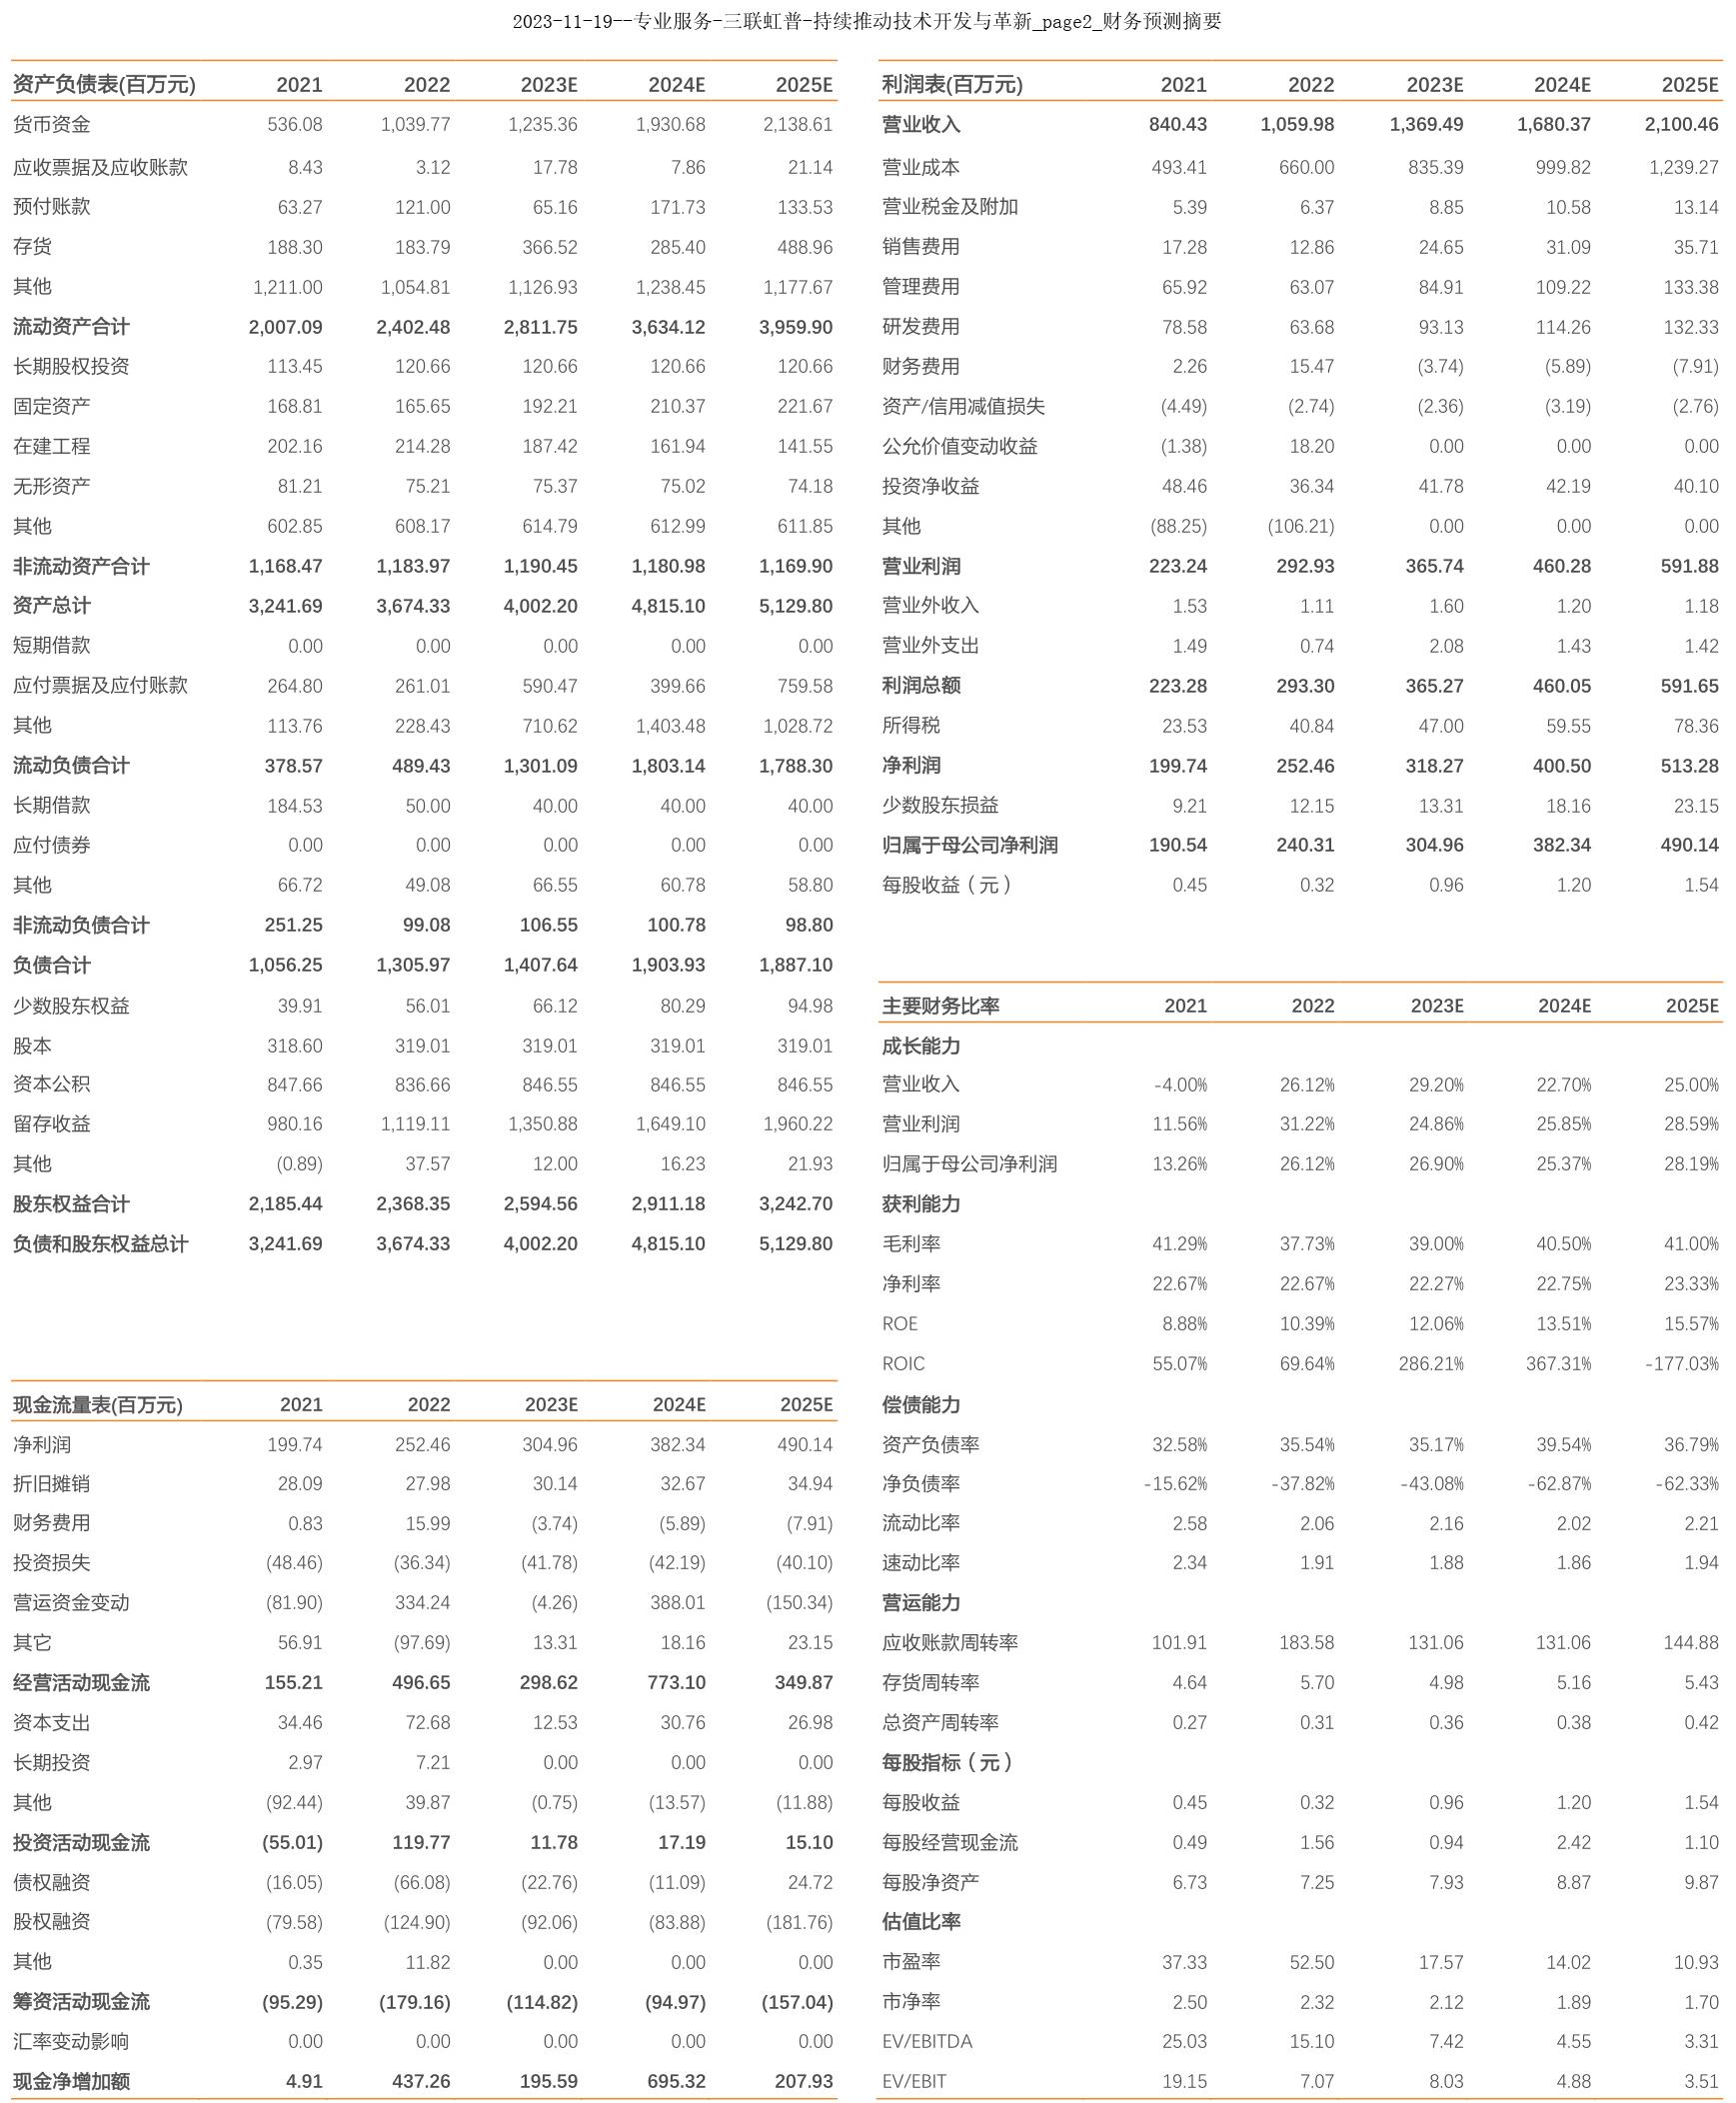 2023-11-19--专业服务-三联虹普-持续推动技术开发与革新_page2_财务预测摘要
资产负债表(百万元) 2021 2022 2023E 2024E 2025E
货币资金 536.08 1,039.77 1,235.36 1,930.68 2,138.61
应收票据及应收账款 8.43 3.12 17.78 7.86 21.14
预付账款 63.27 121.00 65.16 171.73 133.53
存货 188.30 183.79 366.52 285.40 488.96
其他 1,211.00 1,054.81 1,126.93 1,238.45 1,177.67
流动资产合计 2,007.09 2,402.48 2,811.75 3,634.12 3,959.90
长期股权投资 113.45 120.66 120.66 120.66 120.66
固定资产 168.81 165.65 192.21 210.37 221.67
在建工程 202.16 214.28 187.42 161.94 141.55
无形资产 81.21 75.21 75.37 75.02 74.18
其他 602.85 608.17 614.79 612.99 611.85
非流动资产合计 1,168.47 1,183.97 1,190.45 1,180.98 1,169.90
资产总计 3,241.69 3,674.33 4,002.20 4,815.10 5,129.80
短期借款 0.00 0.00 0.00 0.00 0.00
应付票据及应付账款 264.80 261.01 590.47 399.66 759.58
其他 113.76 228.43 710.62 1,403.48 1,028.72
流动负债合计 378.57 489.43 1,301.09 1,803.14 1,788.30
长期借款 184.53 50.00 40.00 40.00 40.00
应付债券 0.00 0.00 0.00 0.00 0.00
其他 66.72 49.08 66.55 60.78 58.80
非流动负债合计 251.25 99.08 106.55 100.78 98.80
负债合计 1,056.25 1,305.97 1,407.64 1,903.93 1,887.10
少数股东权益 39.91 56.01 66.12 80.29 94.98
股本 318.60 319.01 319.01 319.01 319.01
资本公积 847.66 836.66 846.55 846.55 846.55
留存收益 980.16 1,119.11 1,350.88 1,649.10 1,960.22
其他 (0.89) 37.57 12.00 16.23 21.93
股东权益合计 2,185.44 2,368.35 2,594.56 2,911.18 3,242.70
负债和股东权益总计 3,241.69 3,674.33 4,002.20 4,815.10 5,129.80
现金流量表(百万元) 2021 2022 2023E 2024E 2025E
净利润 199.74 252.46 304.96 382.34 490.14
折旧摊销 28.09 27.98 30.14 32.67 34.94
财务费用 0.83 15.99 (3.74) (5.89) (7.91)
投资损失 (48.46) (36.34) (41.78) (42.19) (40.10)
营运资金变动 (81.90) 334.24 (4.26) 388.01 (150.34)
其它 56.91 (97.69) 13.31 18.16 23.15
经营活动现金流 155.21 496.65 298.62 773.10 349.87
资本支出 34.46 72.68 12.53 30.76 26.98
长期投资 2.97 7.21 0.00 0.00 0.00
其他 (92.44) 39.87 (0.75) (13.57) (11.88)
投资活动现金流 (55.01) 119.77 11.78 17.19 15.10
债权融资 (16.05) (66.08) (22.76) (11.09) 24.72
股权融资 (79.58) (124.90) (92.06) (83.88) (181.76)
其他 0.35 11.82 0.00 0.00 0.00
筹资活动现金流 (95.29) (179.16) (114.82) (94.97) (157.04)
汇率变动影响 0.00 0.00 0.00 0.00 0.00
现金净增加额 4.91 437.26 195.59 695.32 207.93
利润表(百万元) 2021 2022 2023E 2024E 2025E
营业收入 840.43 1,059.98 1,369.49 1,680.37 2,100.46
营业成本 493.41 660.00 835.39 999.82 1,239.27
营业税金及附加 5.39 6.37 8.85 10.58 13.14
销售费用 17.28 12.86 24.65 31.09 35.71
管理费用 65.92 63.07 84.91 109.22 133.38
研发费用 78.58 63.68 93.13 114.26 132.33
财务费用 2.26 15.47 (3.74) (5.89) (7.91)
资产/信用减值损失 (4.49) (2.74) (2.36) (3.19) (2.76)
公允价值变动收益 (1.38) 18.20 0.00 0.00 0.00
投资净收益 48.46 36.34 41.78 42.19 40.10
其他 (88.25) (106.21) 0.00 0.00 0.00
营业利润 223.24 292.93 365.74 460.28 591.88
营业外收入 1.53 1.11 1.60 1.20 1.18
营业外支出 1.49 0.74 2.08 1.43 1.42
利润总额 223.28 293.30 365.27 460.05 591.65
所得税 23.53 40.84 47.00 59.55 78.36
净利润 199.74 252.46 318.27 400.50 513.28
少数股东损益 9.21 12.15 13.31 18.16 23.15
归属于母公司净利润 190.54 240.31 304.96 382.34 490.14
每股收益（元） 0.45 0.32 0.96 1.20 1.54
主要财务比率 2021 2022 2023E 2024E 2025E
成长能力
营业收入 -4.00% 26.12% 29.20% 22.70% 25.00%
营业利润 11.56% 31.22% 24.86% 25.85% 28.59%
归属于母公司净利润 13.26% 26.12% 26.90% 25.37% 28.19%
获利能力
毛利率 41.29% 37.73% 39.00% 40.50% 41.00%
净利率 22.67% 22.67% 22.27% 22.75% 23.33%
ROE 8.88% 10.39% 12.06% 13.51% 15.57%
ROIC 55.07% 69.64% 286.21% 367.31% -177.03%
偿债能力
资产负债率 32.58% 35.54% 35.17% 39.54% 36.79%
净负债率 -15.62% -37.82% -43.08% -62.87% -62.33%
流动比率 2.58 2.06 2.16 2.02 2.21
速动比率 2.34 1.91 1.88 1.86 1.94
营运能力
应收账款周转率 101.91 183.58 131.06 131.06 144.88
存货周转率 4.64 5.70 4.98 5.16 5.43
总资产周转率 0.27 0.31 0.36 0.38 0.42
每股指标（元）
每股收益 0.45 0.32 0.96 1.20 1.54
每股经营现金流 0.49 1.56 0.94 2.42 1.10
每股净资产 6.73 7.25 7.93 8.87 9.87
估值比率
市盈率 37.33 52.50 17.57 14.02 10.93
市净率 2.50 2.32 2.12 1.89 1.70
EV/EBITDA 25.03 15.10 7.42 4.55 3.31
EV/EBIT 19.15 7.07 8.03 4.88 3.51